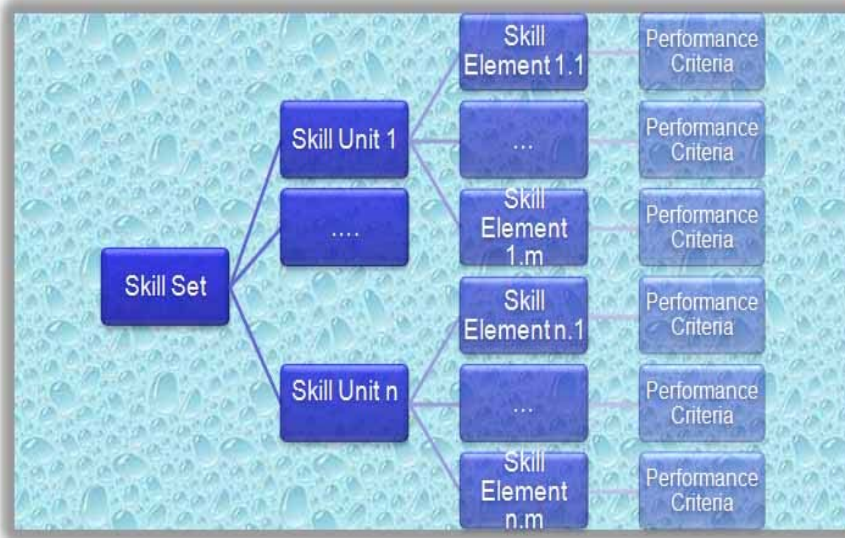 Skill Set
Skill Unit 1
....
Skill Unit n
Skill
Element 1.1
...
Skill
Element
1.m
Skill
Element n.1
...
Skill
Element
n.m
Performance
Criteria
Performance
Criteria
Performance
Criteria
Performance
Criteria
Performance
Criteria
Performance
Criteria